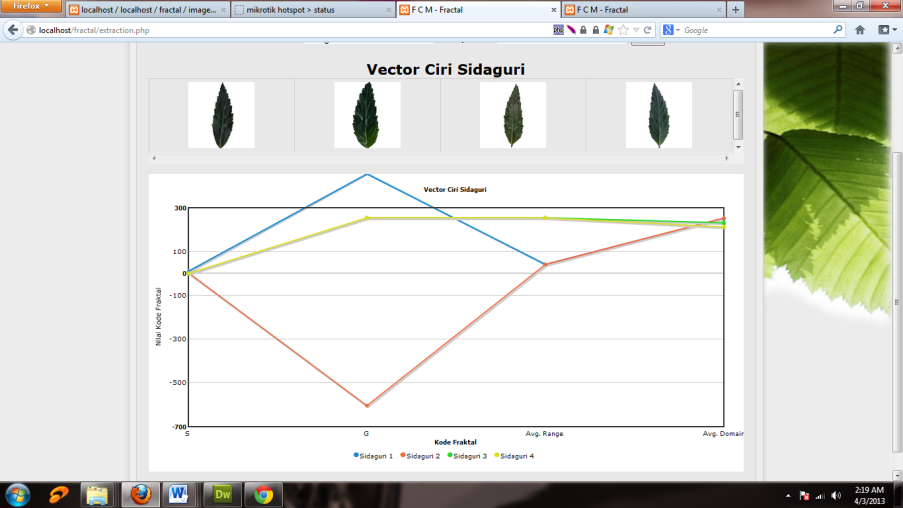 Firefox
localhost / localhost / fractal / image...
mikrotik hotspot > status
F C M - Fractal
F C M - Fractal
localhost/fractal/extraction.php
Google
Vector Ciri Sidaguri
Vector Ciri Sidaguri
300
100
0
-100
-300
-500
-700
Nilai Kode Fraktal
S G Avg. Range Avg. Domain
Kode Fraktal
Sidaguri 1 Sidaguri 2 Sidaguri 3 Sidaguri 4
Dw
2:19 AM
4/3/2013